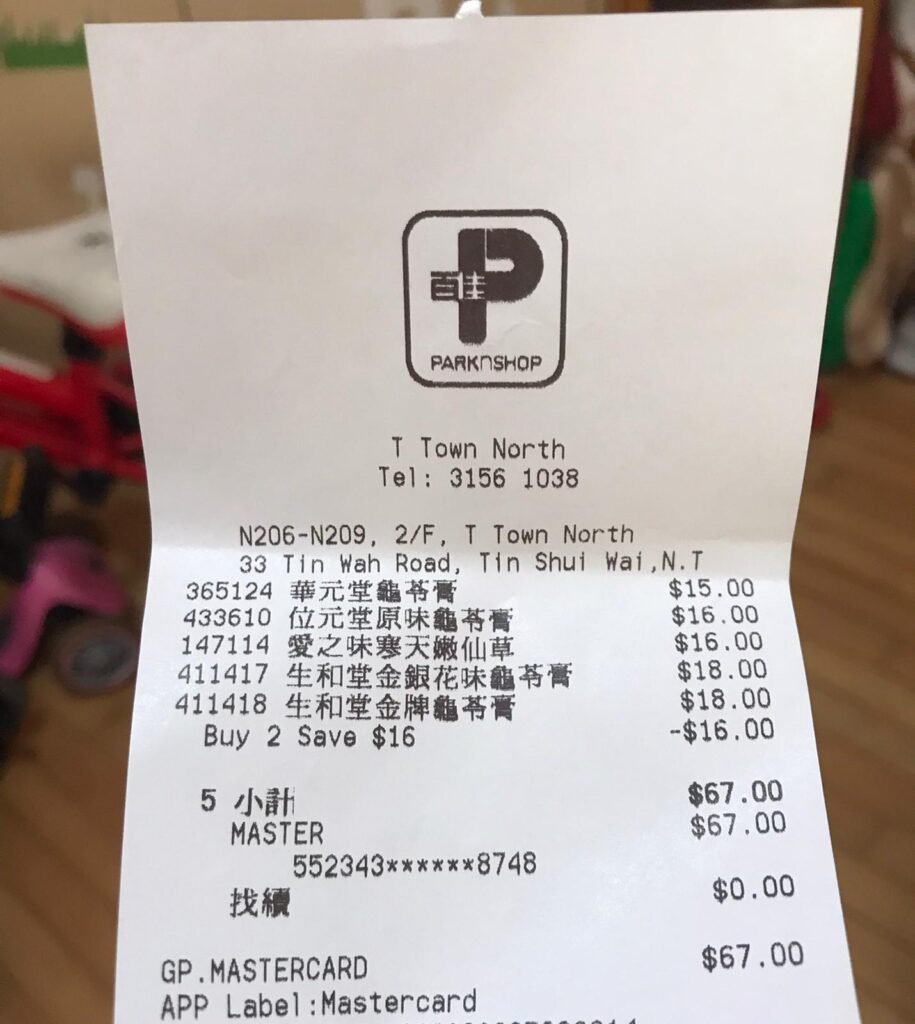 百佳
PARKNSHOP
T Town North
Tel: 3156 1038
N206-N209, 2/F, T Town North
33 Tin Wah Road, Tin Shui Wai,N.T
365124 華元堂龜苓膏 $15.00
433610 位元堂原味龜苓膏 $16.00
147114 愛之味寒天嫩仙草 $16.00
411417 生和堂金銀花味龜苓膏 $18.00
411418 生和堂金牌龜苓膏 $18.00
Buy 2 Save $16 -$16.00
5 小計 $67.00
MASTER $67.00
552343******8748
找續 $0.00
GP.MASTERCARD $67.00
APP Label:Mastercard